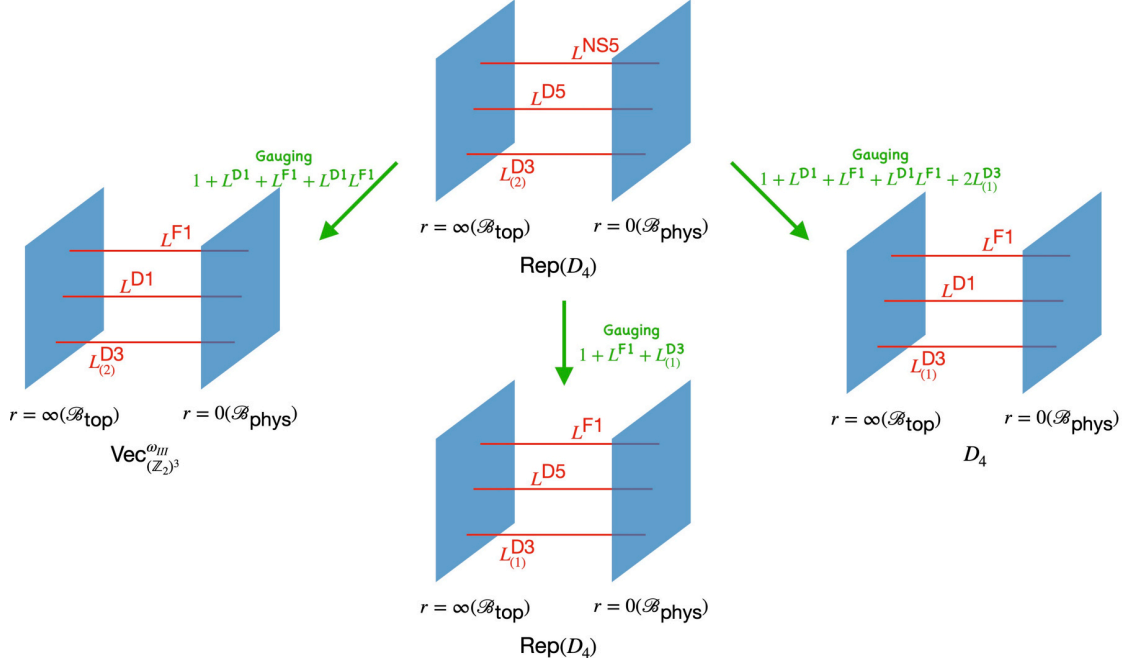 L^NS5
L^D5
L^D3_(2)
r = ∞(ℬ_top)
r = 0(ℬ_phys)
Rep(D_4)
Gauging
1 + L^D1 + L^F1 + L^D1 L^F1
Gauging
1 + L^D1 + L^F1 + L^D1 L^F1 + 2L^D3_(1)
L^F1
L^D1
L^D3_(2)
r = ∞(ℬ_top)
r = 0(ℬ_phys)
Vec^ω_III_(ℤ_2)^3
Gauging
1 + L^F1 + L^D3_(1)
L^F1
L^D1
L^D3_(1)
r = ∞(ℬ_top)
r = 0(ℬ_phys)
D_4
L^F1
L^D5
L^D3_(1)
r = ∞(ℬ_top)
r = 0(ℬ_phys)
Rep(D_4)